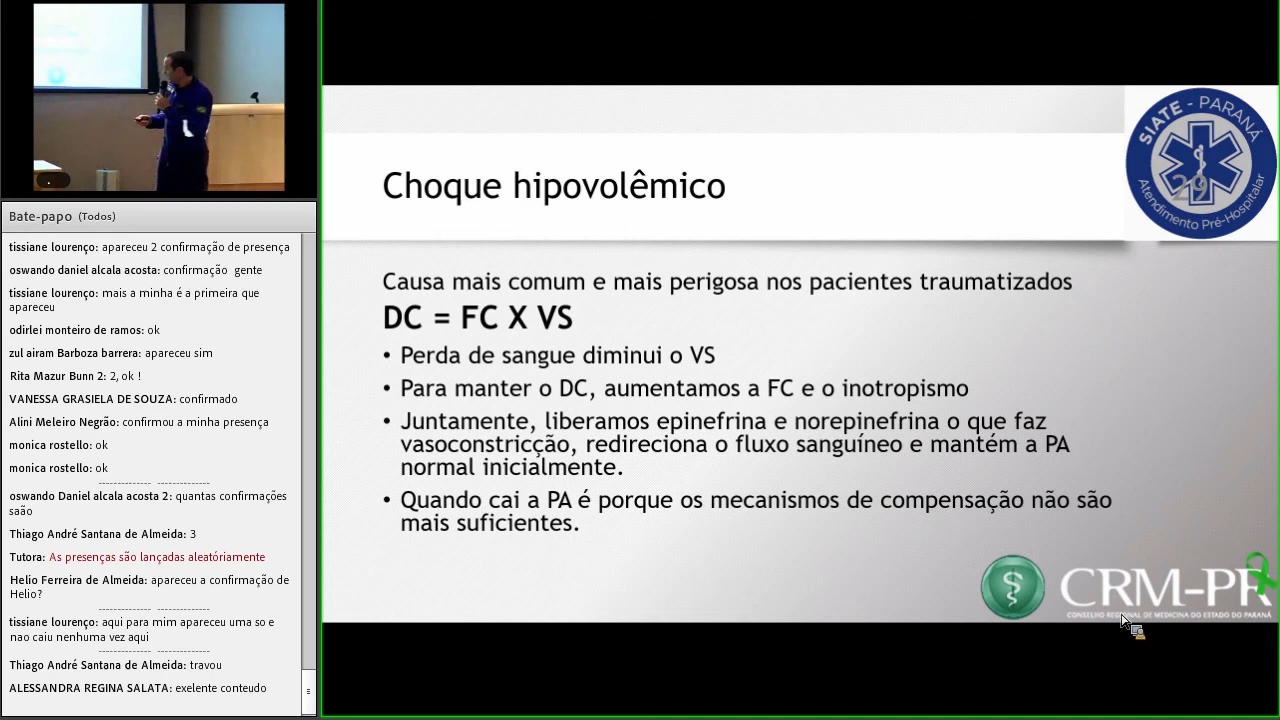 Bate-papo (Todos)
tissiane lourenço: apareceu 2 confirmação de presença
oswando daniel alcala acosta: confirmação gente
tissiane lourenço: mais a minha é a primeira que
apareceu
odirlei monteiro de ramos: ok
zul airam Barboza barrera: apareceu sim
Rita Mazur Bunn 2: 2, ok !
VANESSA GRASIELA DE SOUZA: confirmado
Alini Meleiro Negrão: confirmou a minha presença
monica rostello: ok
monica rostello: ok
-------------- --------------
oswando Daniel alcala acosta 2: quantas confirmações
saão
Thiago André Santana de Almeida: 3
Tutora: As presenças são lançadas aleatóriamente
Helio Ferreira de Almeida: apareceu a confirmação de
Helio?
-------------- --------------
tissiane lourenço: aqui para mim apareceu uma so e
nao caiu nenhuma vez aqui
-------------- --------------
Thiago André Santana de Almeida: travou
ALESSANDRA REGINA SALATA: exelente conteudo
SIATE - PARANÁ
29
Atendimento Pré-Hospitalar
Choque hipovolêmico
Causa mais comum e mais perigosa nos pacientes traumatizados
DC = FC X VS
• Perda de sangue diminui o VS
• Para manter o DC, aumentamos a FC e o inotropismo
• Juntamente, liberamos epinefrina e norepinefrina o que faz
vasoconstricção, redireciona o fluxo sanguíneo e mantém a PA
normal inicialmente.
• Quando cai a PA é porque os mecanismos de compensação não são
mais suficientes.
CRM-PR
CONSELHO REGIONAL DE MEDICINA DO ESTADO DO PARANÁ